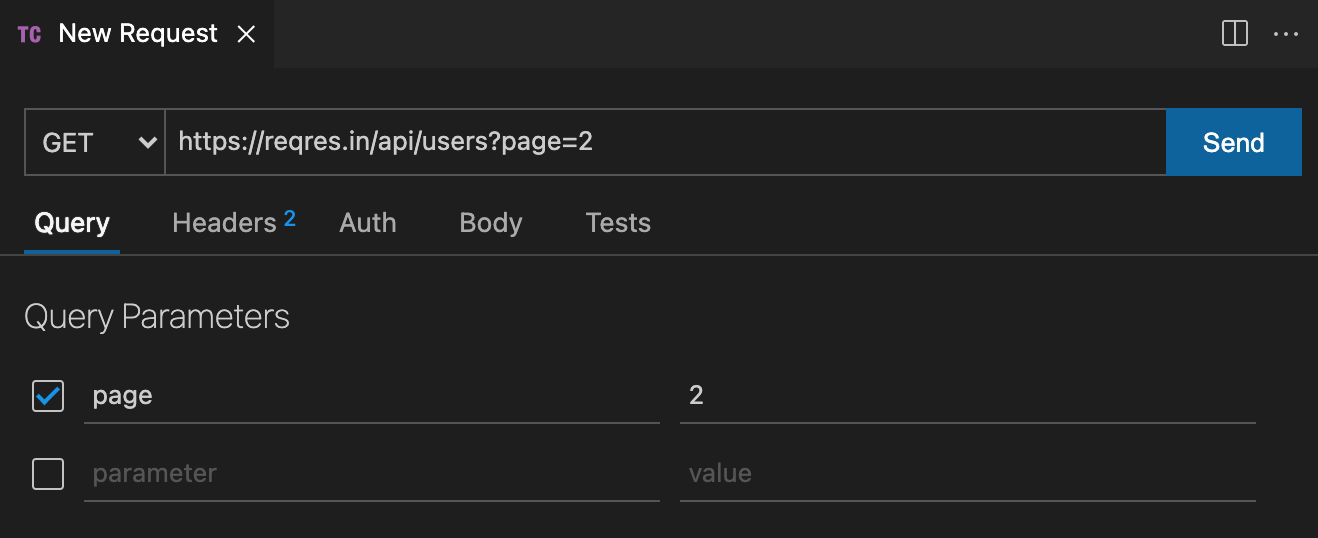 TC New Request
GET https://reqres.in/api/users?page=2 Send
Query Headers 2 Auth Body Tests
Query Parameters
page 2
parameter value